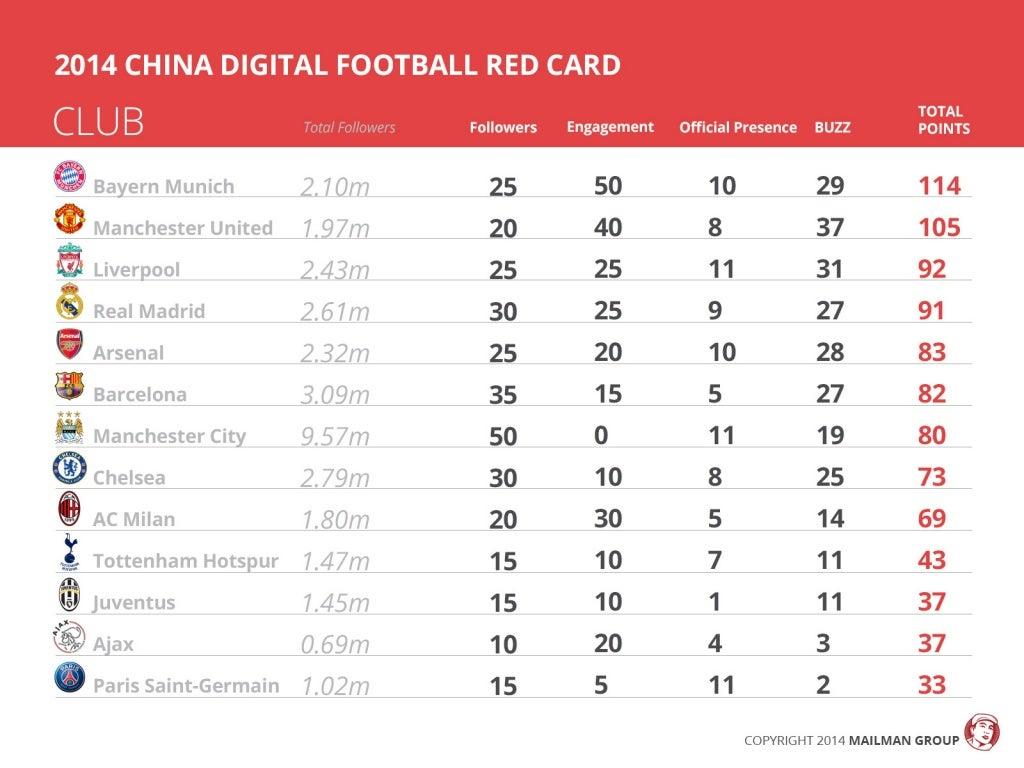 2014 CHINA DIGITAL FOOTBALL RED CARD
CLUB Total Followers Followers Engagement Official Presence BUZZ TOTAL POINTS
Bayern Munich 2.10m 25 50 10 29 114
Manchester United 1.97m 20 40 8 37 105
Liverpool 2.43m 25 25 11 31 92
Real Madrid 2.61m 30 25 9 27 91
Arsenal 2.32m 25 20 10 28 83
Barcelona 3.09m 35 15 5 27 82
Manchester City 9.57m 50 0 11 19 80
Chelsea 2.79m 30 10 8 25 73
AC Milan 1.80m 20 30 5 14 69
Tottenham Hotspur 1.47m 15 10 7 11 43
Juventus 1.45m 15 10 1 11 37
Ajax 0.69m 10 20 4 3 37
Paris Saint-Germain 1.02m 15 5 11 2 33
COPYRIGHT 2014 MAILMAN GROUP